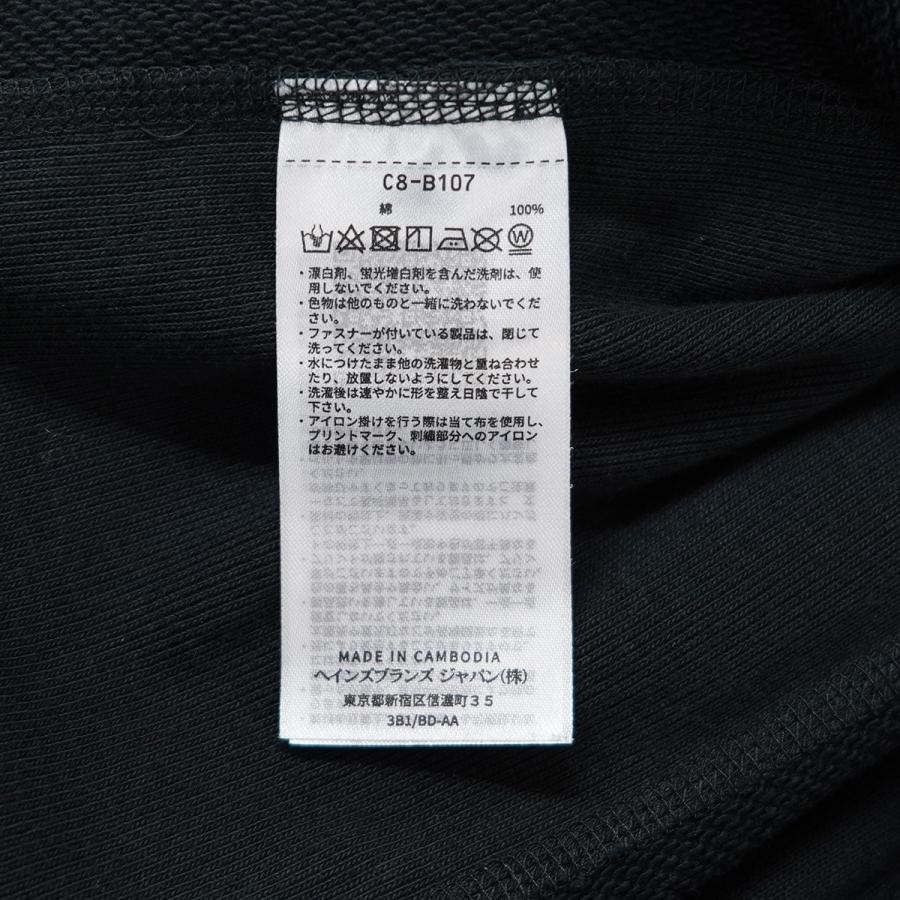 C8-B107
綿 100%
W
・漂白剤、蛍光増白剤を含んだ洗剤は、使
用しないでください。
・色物は他のものと一緒に洗わないでくだ
さい。
・ファスナーが付いている製品は、閉じて
洗ってください。
・水につけたまま他の洗濯物と重ね合わせ
たり、放置しないようにしてください。
・洗濯後は速やかに形を整え日陰で干して
下さい。
・アイロン掛けを行う際は当て布を使用し、
プリントマーク、刺繍部分へのアイロン
はお避けください。
MADE IN CAMBODIA
ヘインズブランズ ジャパン(株)
東京都新宿区信濃町35
3B1/BD-AA